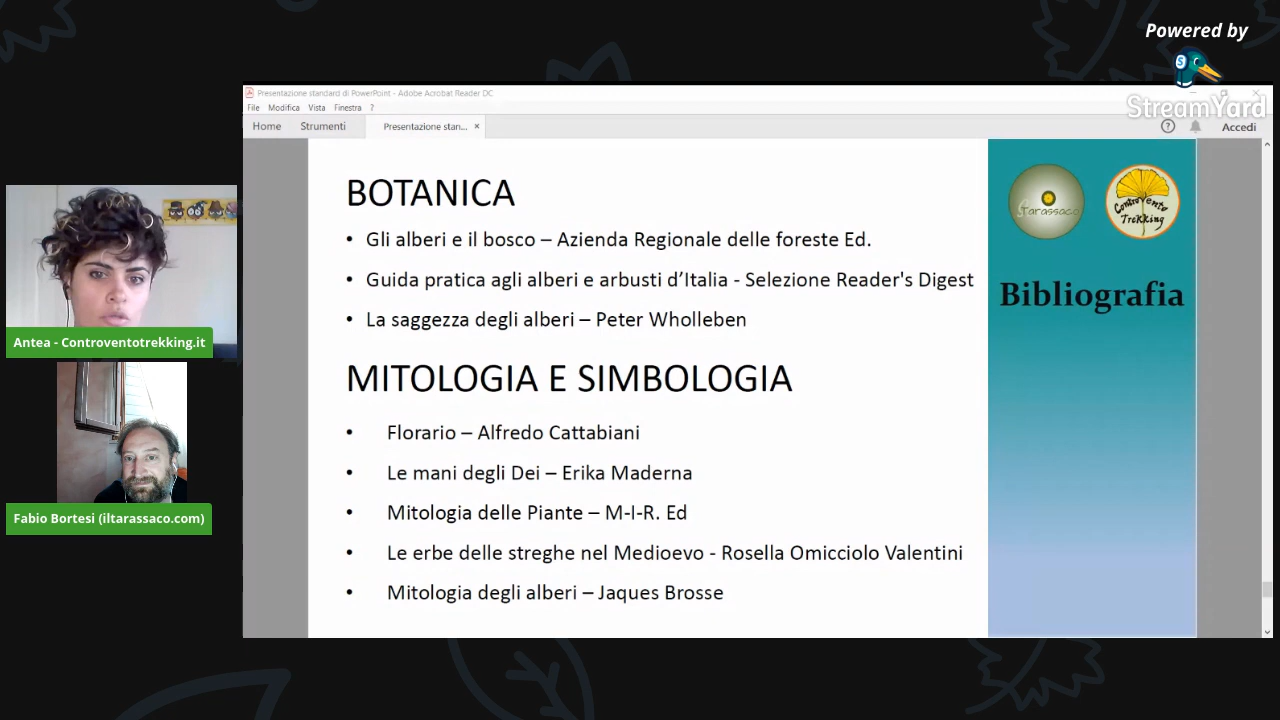 Powered by
StreamYard
Presentazione standard di PowerPoint - Adobe Acrobat Reader DC
File Modifica Vista Finestra ?
Home Strumenti Presentazione stan... × Accedi
BOTANICA
• Gli alberi e il bosco – Azienda Regionale delle foreste Ed.
• Guida pratica agli alberi e arbusti d’Italia - Selezione Reader's Digest
• La saggezza degli alberi – Peter Wholleben
MITOLOGIA E SIMBOLOGIA
• Florario – Alfredo Cattabiani
• Le mani degli Dei – Erika Maderna
• Mitologia delle Piante – M-I-R. Ed
• Le erbe delle streghe nel Medioevo - Rosella Omicciolo Valentini
• Mitologia degli alberi – Jaques Brosse
Tarassaco
Controvento
Trekking
Bibliografia
Antea - Controventotrekking.it
Fabio Bortesi (iltarassaco.com)